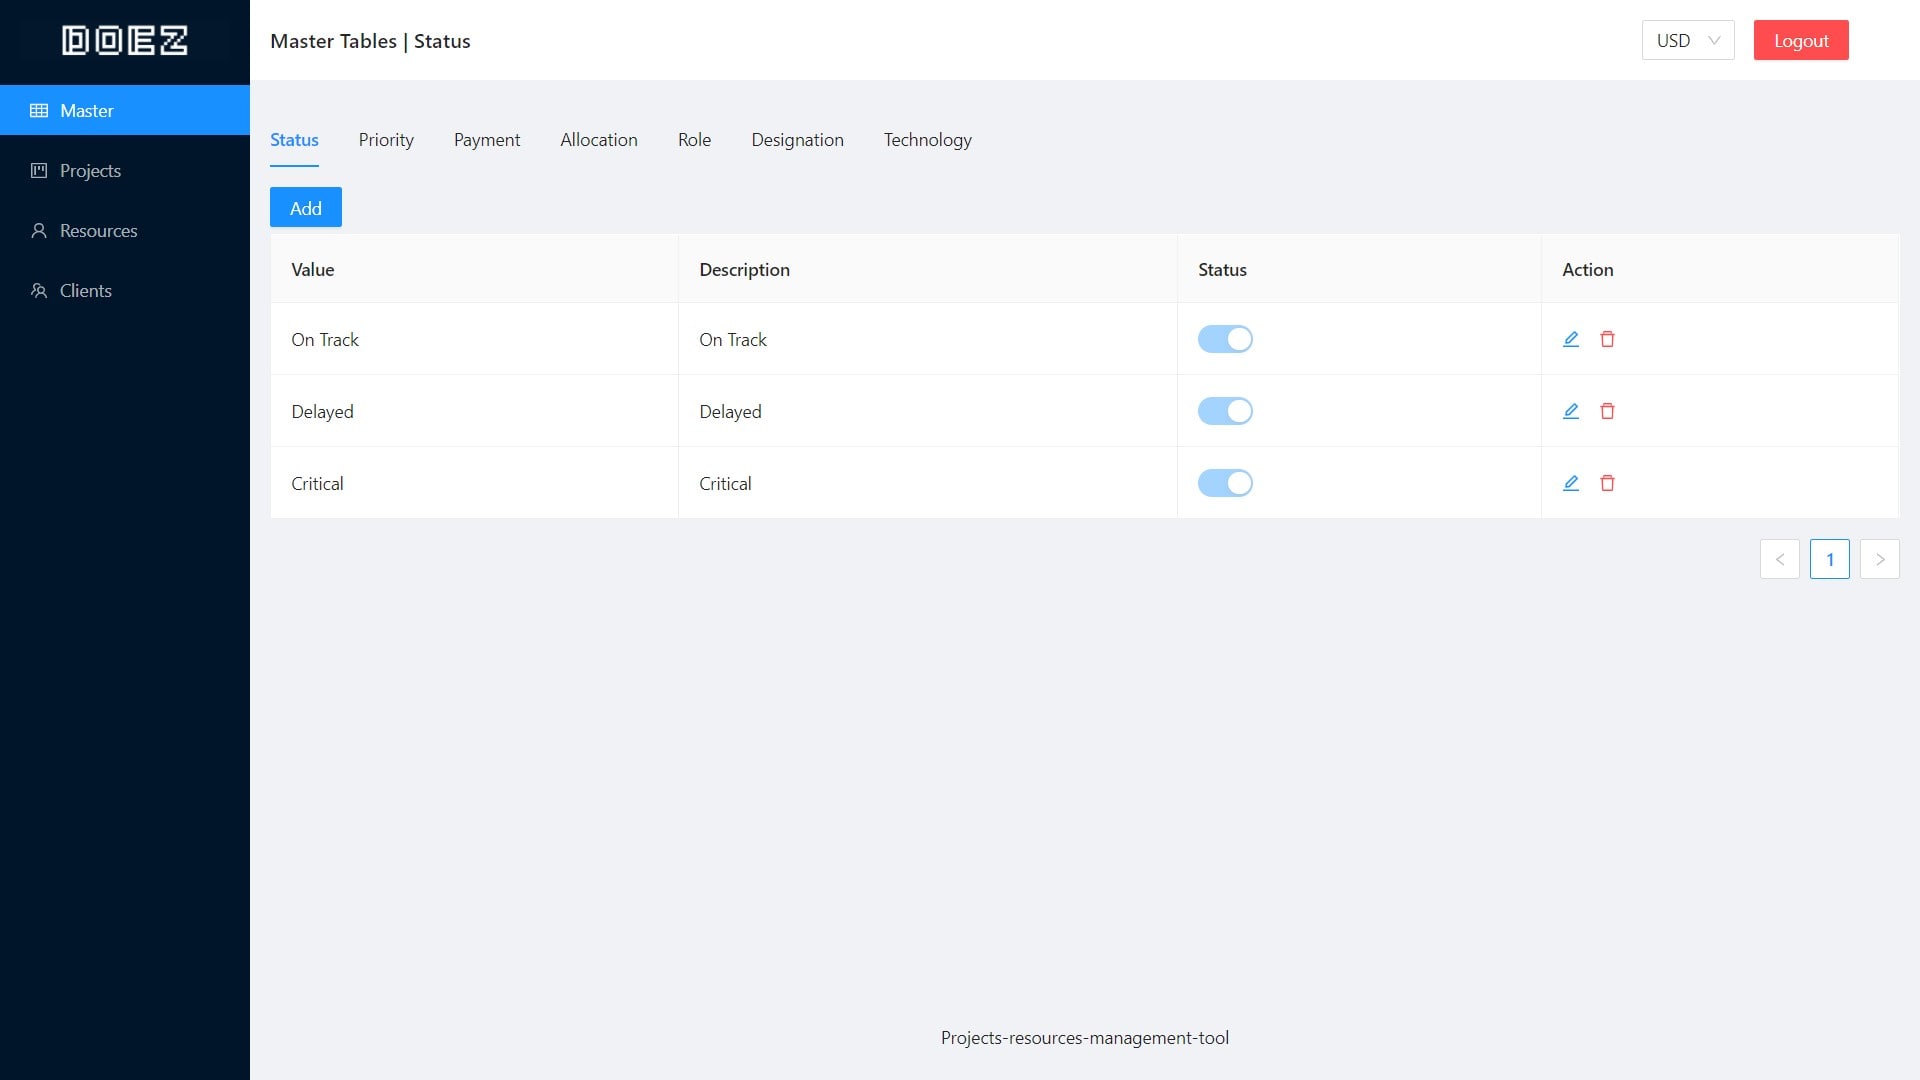 DOEZ
Master Tables | Status
USD
Logout
Master
Projects
Resources
Clients
Status Priority Payment Allocation Role Designation Technology
Add
Value Description Status Action
On Track On Track
Delayed Delayed
Critical Critical
< 1 >
Projects-resources-management-tool